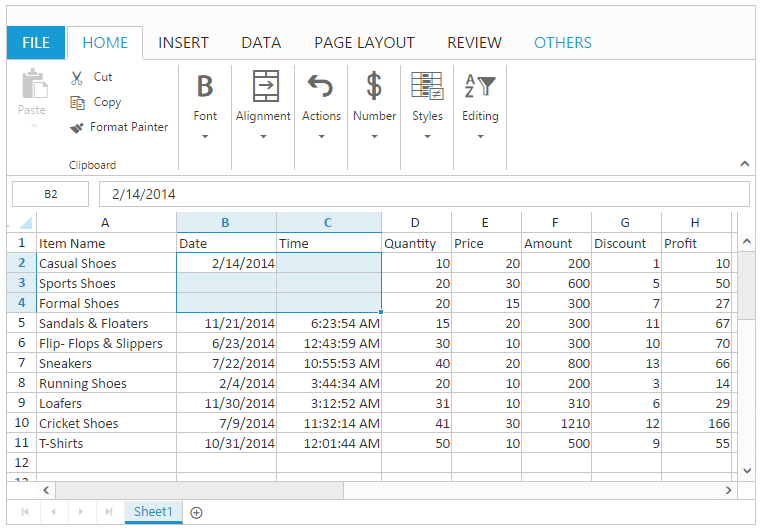 FILE HOME INSERT DATA PAGE LAYOUT REVIEW OTHERS
Paste
Cut
Copy
Format Painter
Clipboard
B
Font
Alignment
Actions
$
Number
Styles
A
Z
Editing
B2 2/14/2014
A B C D E F G H
1 Item Name Date Time Quantity Price Amount Discount Profit
2 Casual Shoes 2/14/2014 10 20 200 1 10
3 Sports Shoes 20 30 600 5 50
4 Formal Shoes 20 15 300 7 27
5 Sandals & Floaters 11/21/2014 6:23:54 AM 15 20 300 11 67
6 Flip- Flops & Slippers 6/23/2014 12:43:59 AM 30 10 300 10 70
7 Sneakers 7/22/2014 10:55:53 AM 40 20 800 13 66
8 Running Shoes 2/4/2014 3:44:34 AM 20 10 200 3 14
9 Loafers 11/30/2014 3:12:52 AM 31 10 310 6 29
10 Cricket Shoes 7/9/2014 11:32:14 AM 41 30 1210 12 166
11 T-Shirts 10/31/2014 12:01:44 AM 50 10 500 9 55
12
Sheet1